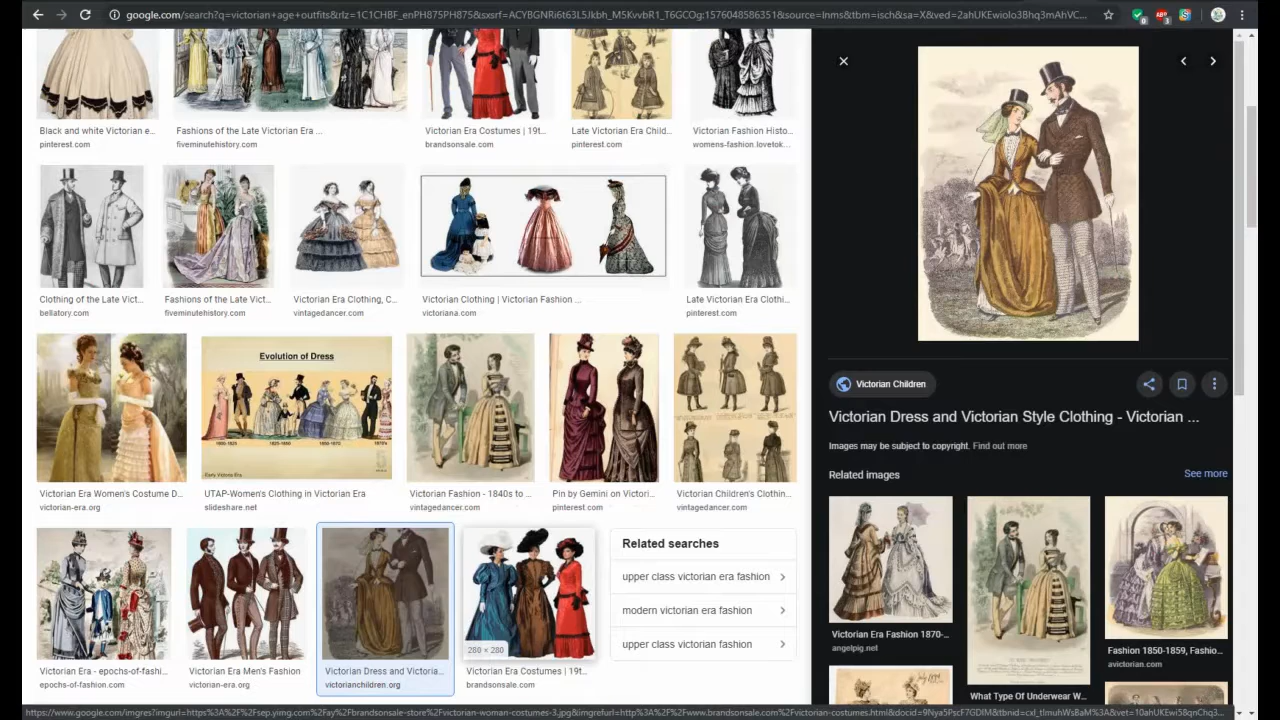 google.com/search?q=victorian+age+outfits&rlz=1C1CHBF_enPH875PH875&sxsrf=
Black and white Victorian e...
pinterest.com
Fashions of the Late Victorian Era ...
fiveminutehistory.com
Victorian Era Costumes | 19t...
brandsonsale.com
Late Victorian Era Child...
pinterest.com
Victorian Fashion Histo...
womens-fashion.lovetok...
Clothing of the Late Vict...
bellatory.com
Fashions of the Late Vict...
fiveminutehistory.com
Victorian Era Clothing, C...
vintagedancer.com
Victorian Clothing | Victorian Fashion ...
victoriana.com
Late Victorian Era Clothi...
pinterest.com
Evolution of Dress
1800-1825
1825-1850
Early Victoria Era
Victorian Era Women's Costume D...
victorian-era.org
UTAP-Women's Clothing in Victorian Era
slideshare.net
Victorian Fashion - 1840s to ...
vintagedancer.com
Pin by Gemini on Victori...
pinterest.com
Victorian Children's Clothin...
vintagedancer.com
280 × 280
Victorian Era - epochs-of-fashi...
epochs-of-fashion.com
Victorian Era Men's Fashion
victorian-era.org
Victorian Dress and Victoria...
victorianchildren.org
Victorian Era Costumes | 19t...
brandsonsale.com
Related searches
upper class victorian era fashion
modern victorian era fashion
upper class victorian fashion
Victorian Children
Victorian Dress and Victorian Style Clothing - Victorian ...
Images may be subject to copyright. Find out more
Related images
See more
Victorian Era Fashion 1870-...
angelpig.net
What Type Of Underwear W...
Fashion 1850-1859, Fashio...
avictorian.com